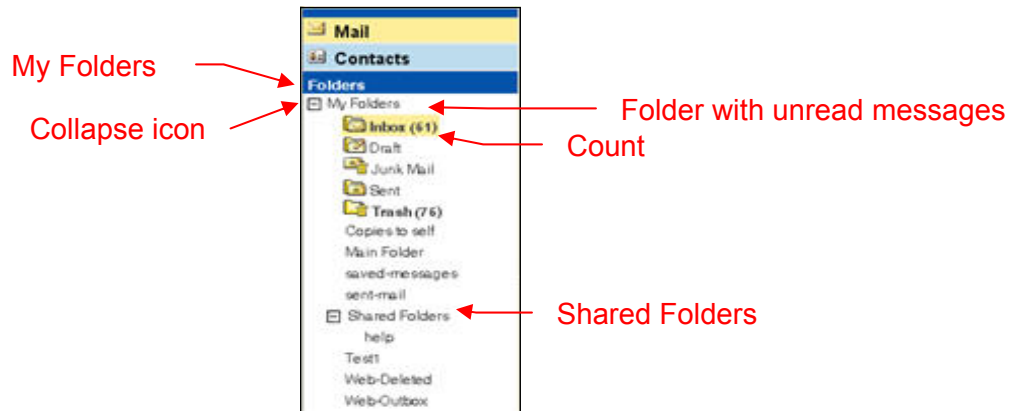 Mail
Contacts
My Folders
Folders
My Folders
Folder with unread messages
Collapse icon
Inbox (61)
Count
Draft
Junk Mail
Sent
Trash (76)
Copies to self
Main Folder
saved-messages
sent-mail
Shared Folders
Shared Folders
help
Test1
Web-Deleted
Web-Outbox